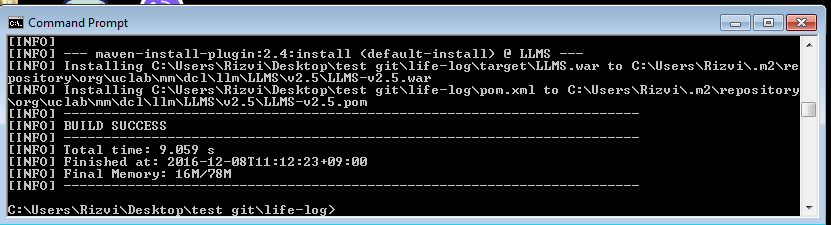 Command Prompt
[INFO]
[INFO] --- maven-install-plugin:2.4:install (default-install) @ LLMS ---
[INFO] Installing C:\Users\Rizvi\Desktop\test git\life-log\target\LLMS.war to C:\Users\Rizvi\.m2\re
pository\org\uclab\mm\dcl\llm\LLMS\v2.5\LLMS-v2.5.war
[INFO] Installing C:\Users\Rizvi\Desktop\test git\life-log\pom.xml to C:\Users\Rizvi\.m2\repository
\org\uclab\mm\dcl\llm\LLMS\v2.5\LLMS-v2.5.pom
[INFO] ------------------------------------------------------------------------
[INFO] BUILD SUCCESS
[INFO] ------------------------------------------------------------------------
[INFO] Total time: 9.059 s
[INFO] Finished at: 2016-12-08T11:12:23+09:00
[INFO] Final Memory: 16M/78M
[INFO] ------------------------------------------------------------------------
C:\Users\Rizvi\Desktop\test git\life-log>